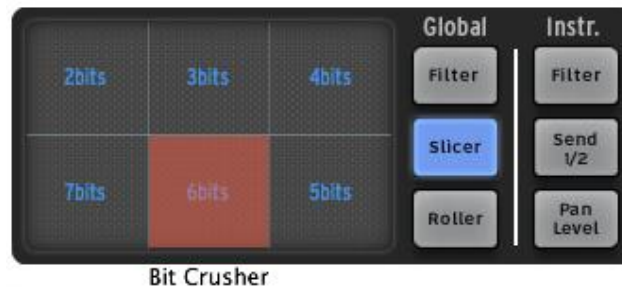 Global Instr.
2bits 3bits 4bits Filter Filter
Slicer Send 1/2
7bits 6bits 5bits Roller Pan Level
Bit Crusher